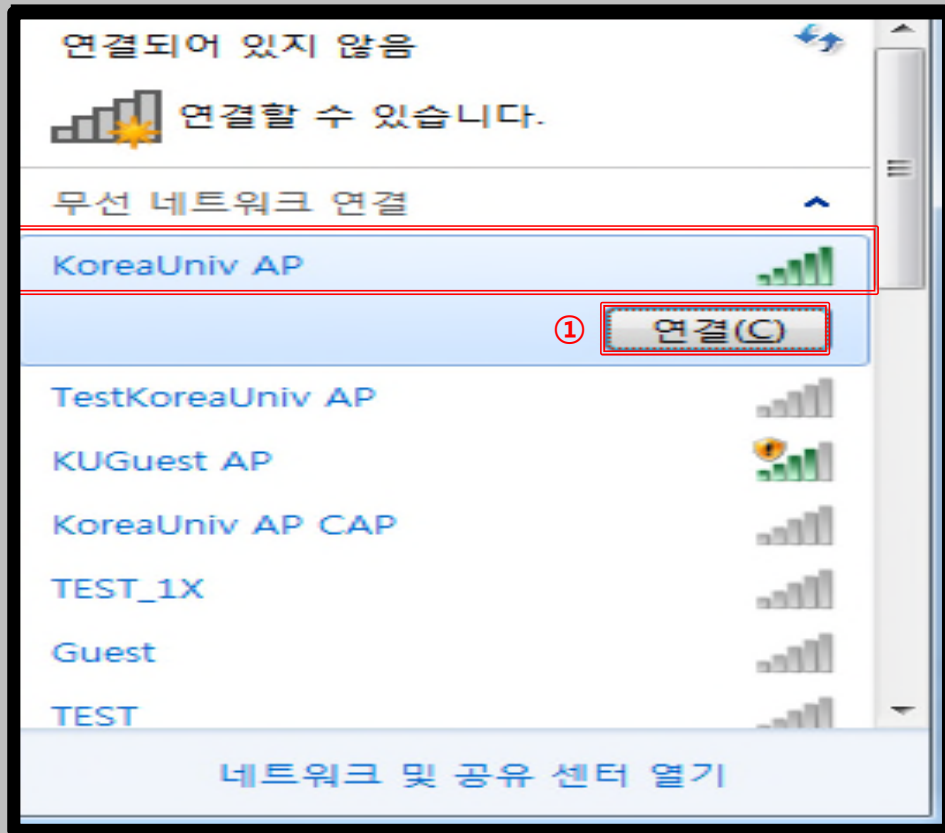 연결되어 있지 않음
연결할 수 있습니다.
무선 네트워크 연결
KoreaUniv AP
① 연결(C)
TestKoreaUniv AP
KUGuest AP
KoreaUniv AP CAP
TEST_1X
Guest
TEST
네트워크 및 공유 센터 열기